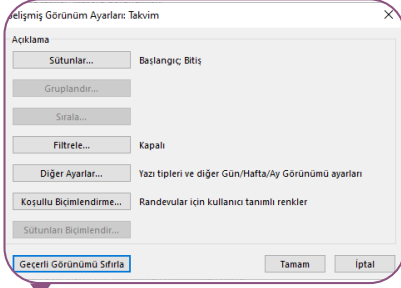 elişmiş Görünüm Ayarları: Takvim
Açıklama
Sütunlar... Başlangıç; Bitiş
Gruplandır...
Sırala...
Filtrele... Kapalı
Diğer Ayarlar... Yazı tipleri ve diğer Gün/Hafta/Ay Görünümü ayarları
Koşullu Biçimlendirme... Randevular için kullanıcı tanımlı renkler
Sütunları Biçimlendir...
Geçerli Görünümü Sıfırla Tamam İptal